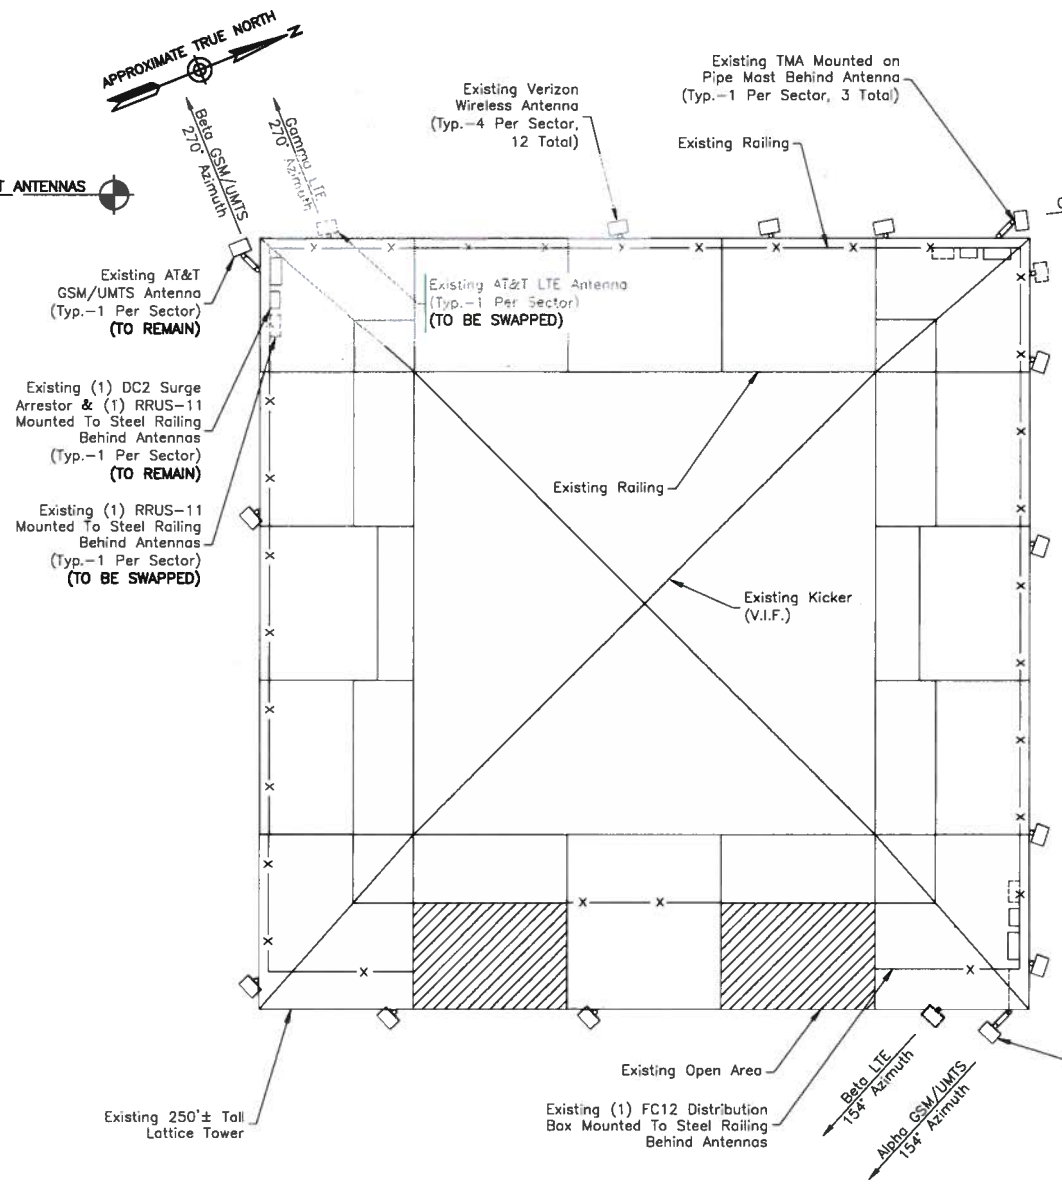 APPROXIMATE TRUE NORTH
N
Beta GSM/UMTS
270° Azimuth
Gamma LTE
270° Azimuth
T ANTENNAS
Existing Verizon
Wireless Antenna
(Typ.-4 Per Sector,
12 Total)
Existing TMA Mounted on
Pipe Mast Behind Antenna
(Typ.-1 Per Sector, 3 Total)
Existing Railing
Existing AT&T
GSM/UMTS Antenna
(Typ.-1 Per Sector)
(TO REMAIN)
Existing AT&T LTE Antenna
(Typ.-1 Per Sector)
(TO BE SWAPPED)
Existing (1) DC2 Surge
Arrestor & (1) RRUS-11
Mounted To Steel Railing
Behind Antennas
(Typ.-1 Per Sector)
(TO REMAIN)
Existing (1) RRUS-11
Mounted To Steel Railing
Behind Antennas
(Typ.-1 Per Sector)
(TO BE SWAPPED)
Existing Railing
Existing Kicker
(V.I.F.)
Existing Open Area
Existing (1) FC12 Distribution
Box Mounted To Steel Railing
Behind Antennas
Existing 250'± Tall
Lattice Tower
Beta LTE
154° Azimuth
Alpha GSM/UMTS
154° Azimuth